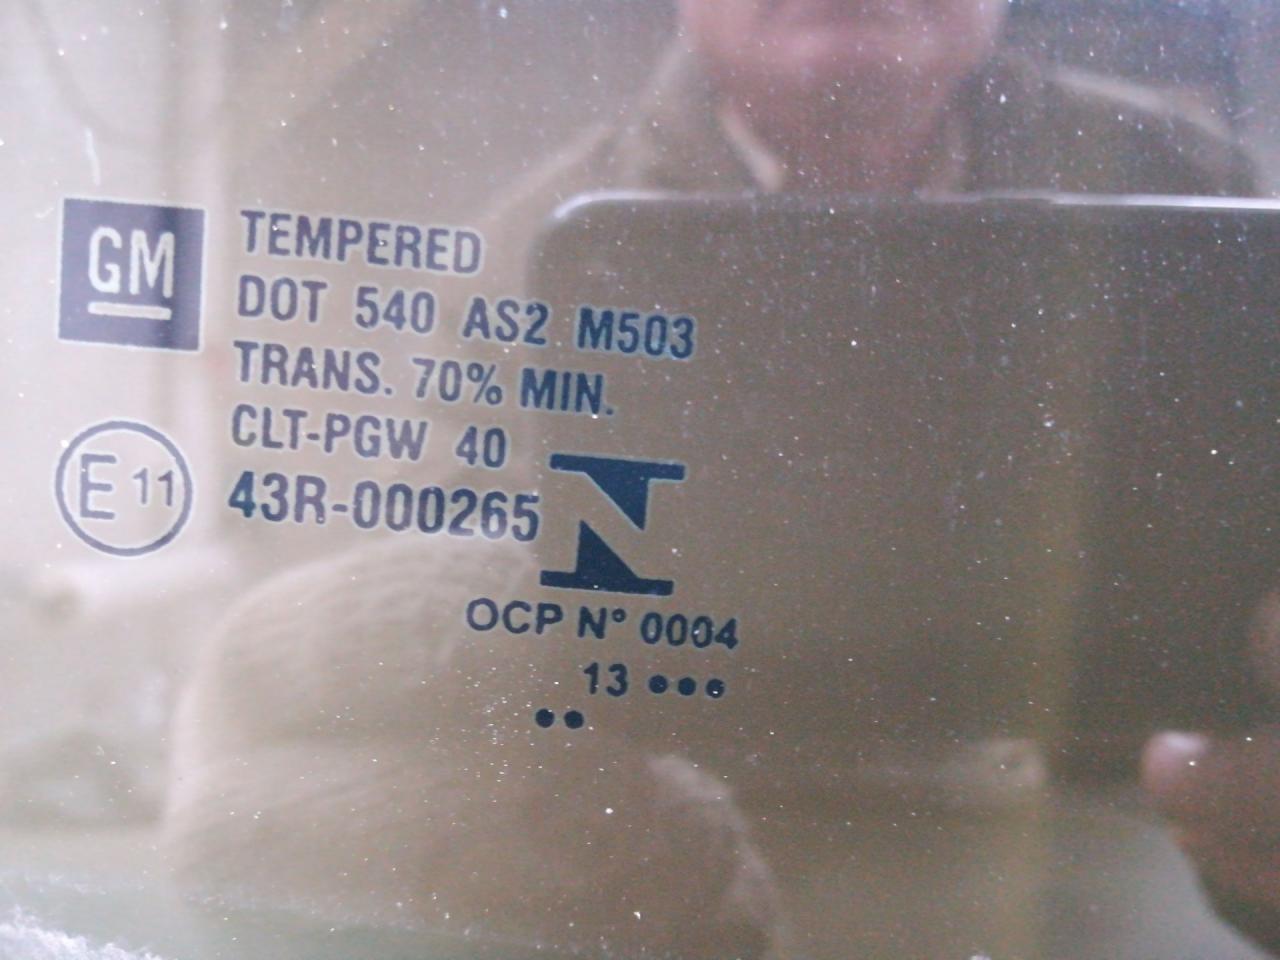 GM
TEMPERED
DOT 540 AS2 M503
TRANS. 70% MIN.
CLT-PGW 40
E 11
43R-000265
N
OCP N° 0004
13 •••
••